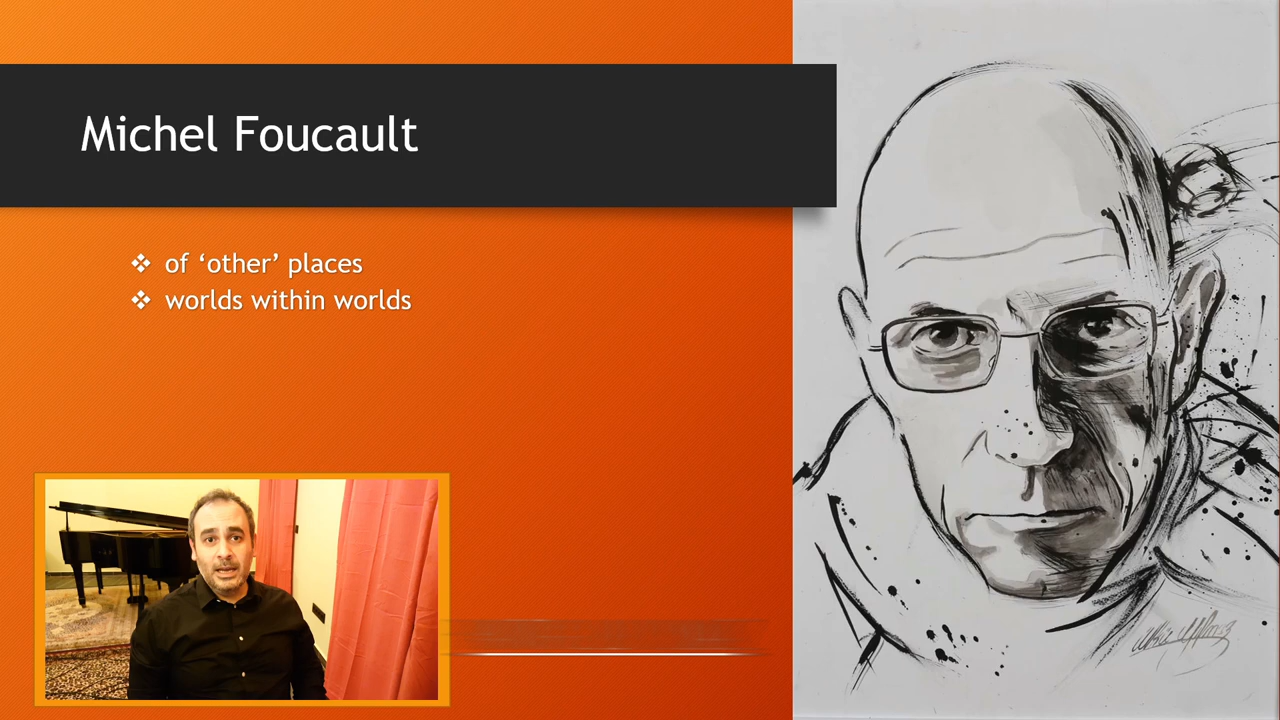 Michel Foucault
❖ of ‘other’ places
❖ worlds within worlds